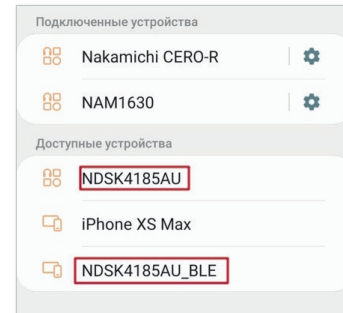 Подключенные устройства
Nakamichi CERO-R
NAM1630
Доступные устройства
NDSK4185AU
iPhone XS Max
NDSK4185AU_BLE